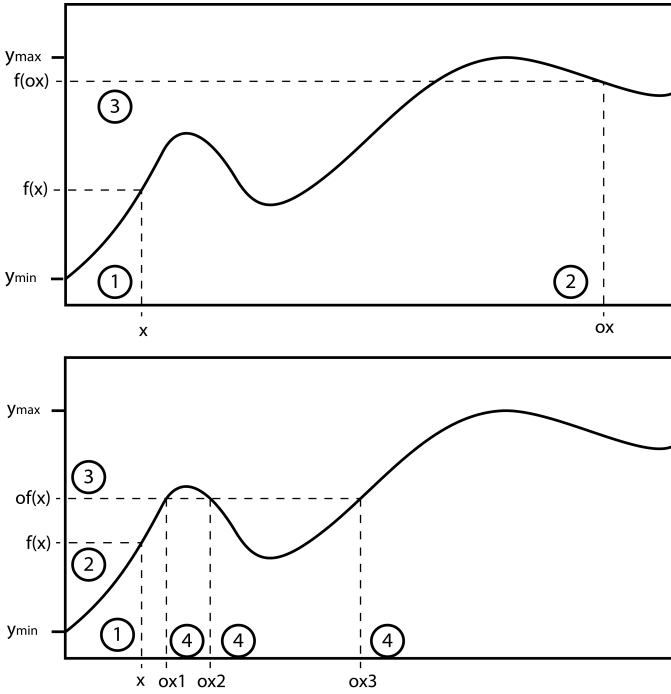 ymax
f(ox)
3
f(x)
ymin
1
2
x
ox
ymax
3
of(x)
f(x)
2
ymin
1
4
4
4
x ox1 ox2 ox3